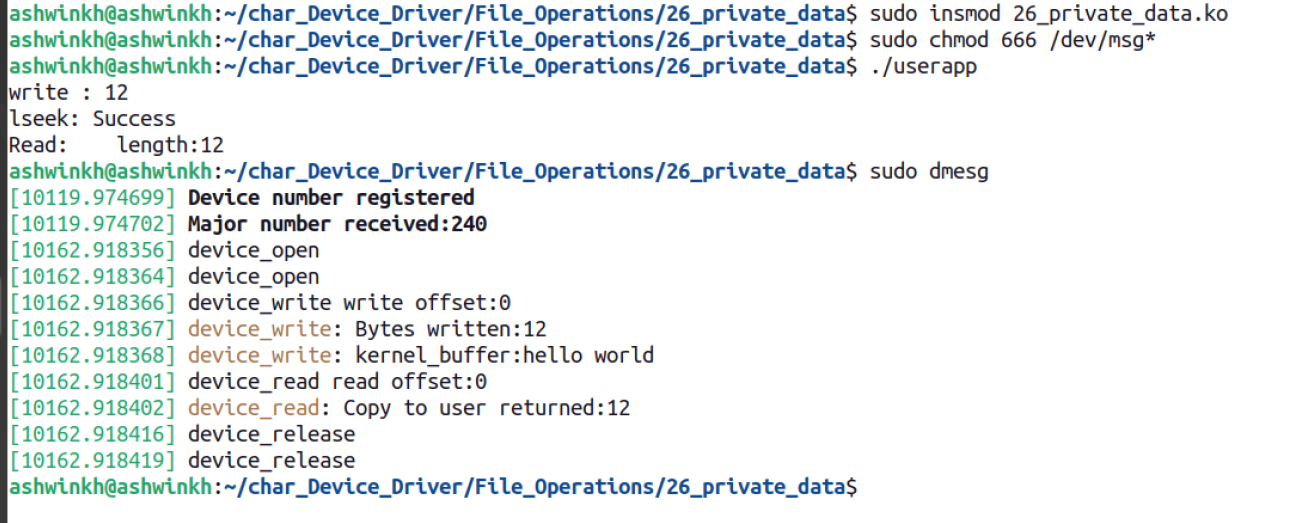 ashwinkh@ashwinkh:~/char_Device_Driver/File_Operations/26_private_data$ sudo insmod 26_private_data.ko
ashwinkh@ashwinkh:~/char_Device_Driver/File_Operations/26_private_data$ sudo chmod 666 /dev/msg*
ashwinkh@ashwinkh:~/char_Device_Driver/File_Operations/26_private_data$ ./userapp
write : 12
lseek: Success
Read:    length:12
ashwinkh@ashwinkh:~/char_Device_Driver/File_Operations/26_private_data$ sudo dmesg
[10119.974699] Device number registered
[10119.974702] Major number received:240
[10162.918356] device_open
[10162.918364] device_open
[10162.918366] device_write write offset:0
[10162.918367] device_write: Bytes written:12
[10162.918368] device_write: kernel_buffer:hello world
[10162.918401] device_read read offset:0
[10162.918402] device_read: Copy to user returned:12
[10162.918416] device_release
[10162.918419] device_release
ashwinkh@ashwinkh:~/char_Device_Driver/File_Operations/26_private_data$